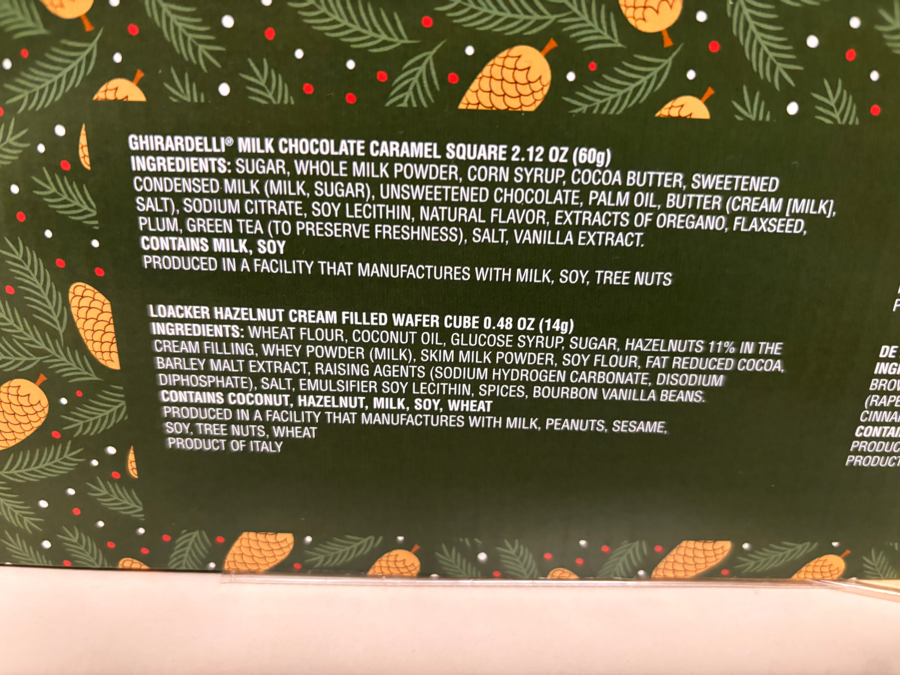 GHIRARDELLI® MILK CHOCOLATE CARAMEL SQUARE 2.12 OZ (60g)
INGREDIENTS: SUGAR, WHOLE MILK POWDER, CORN SYRUP, COCOA BUTTER, SWEETENED
CONDENSED MILK (MILK, SUGAR), UNSWEETENED CHOCOLATE, PALM OIL, BUTTER (CREAM [MILK],
SALT), SODIUM CITRATE, SOY LECITHIN, NATURAL FLAVOR, EXTRACTS OF OREGANO, FLAXSEED,
PLUM, GREEN TEA (TO PRESERVE FRESHNESS), SALT, VANILLA EXTRACT.
CONTAINS MILK, SOY
PRODUCED IN A FACILITY THAT MANUFACTURES WITH MILK, SOY, TREE NUTS
LOACKER HAZELNUT CREAM FILLED WAFER CUBE 0.48 OZ (14g)
INGREDIENTS: WHEAT FLOUR, COCONUT OIL, GLUCOSE SYRUP, SUGAR, HAZELNUTS 11% IN THE
CREAM FILLING, WHEY POWDER (MILK), SKIM MILK POWDER, SOY FLOUR, FAT REDUCED COCOA,
BARLEY MALT EXTRACT, RAISING AGENTS (SODIUM HYDROGEN CARBONATE, DISODIUM
DIPHOSPHATE), SALT, EMULSIFIER SOY LECITHIN, SPICES, BOURBON VANILLA BEANS.
CONTAINS COCONUT, HAZELNUT, MILK, SOY, WHEAT
PRODUCED IN A FACILITY THAT MANUFACTURES WITH MILK, PEANUTS, SESAME,
SOY, TREE NUTS, WHEAT
PRODUCT OF ITALY
DE
(RAPE
PRODUCT